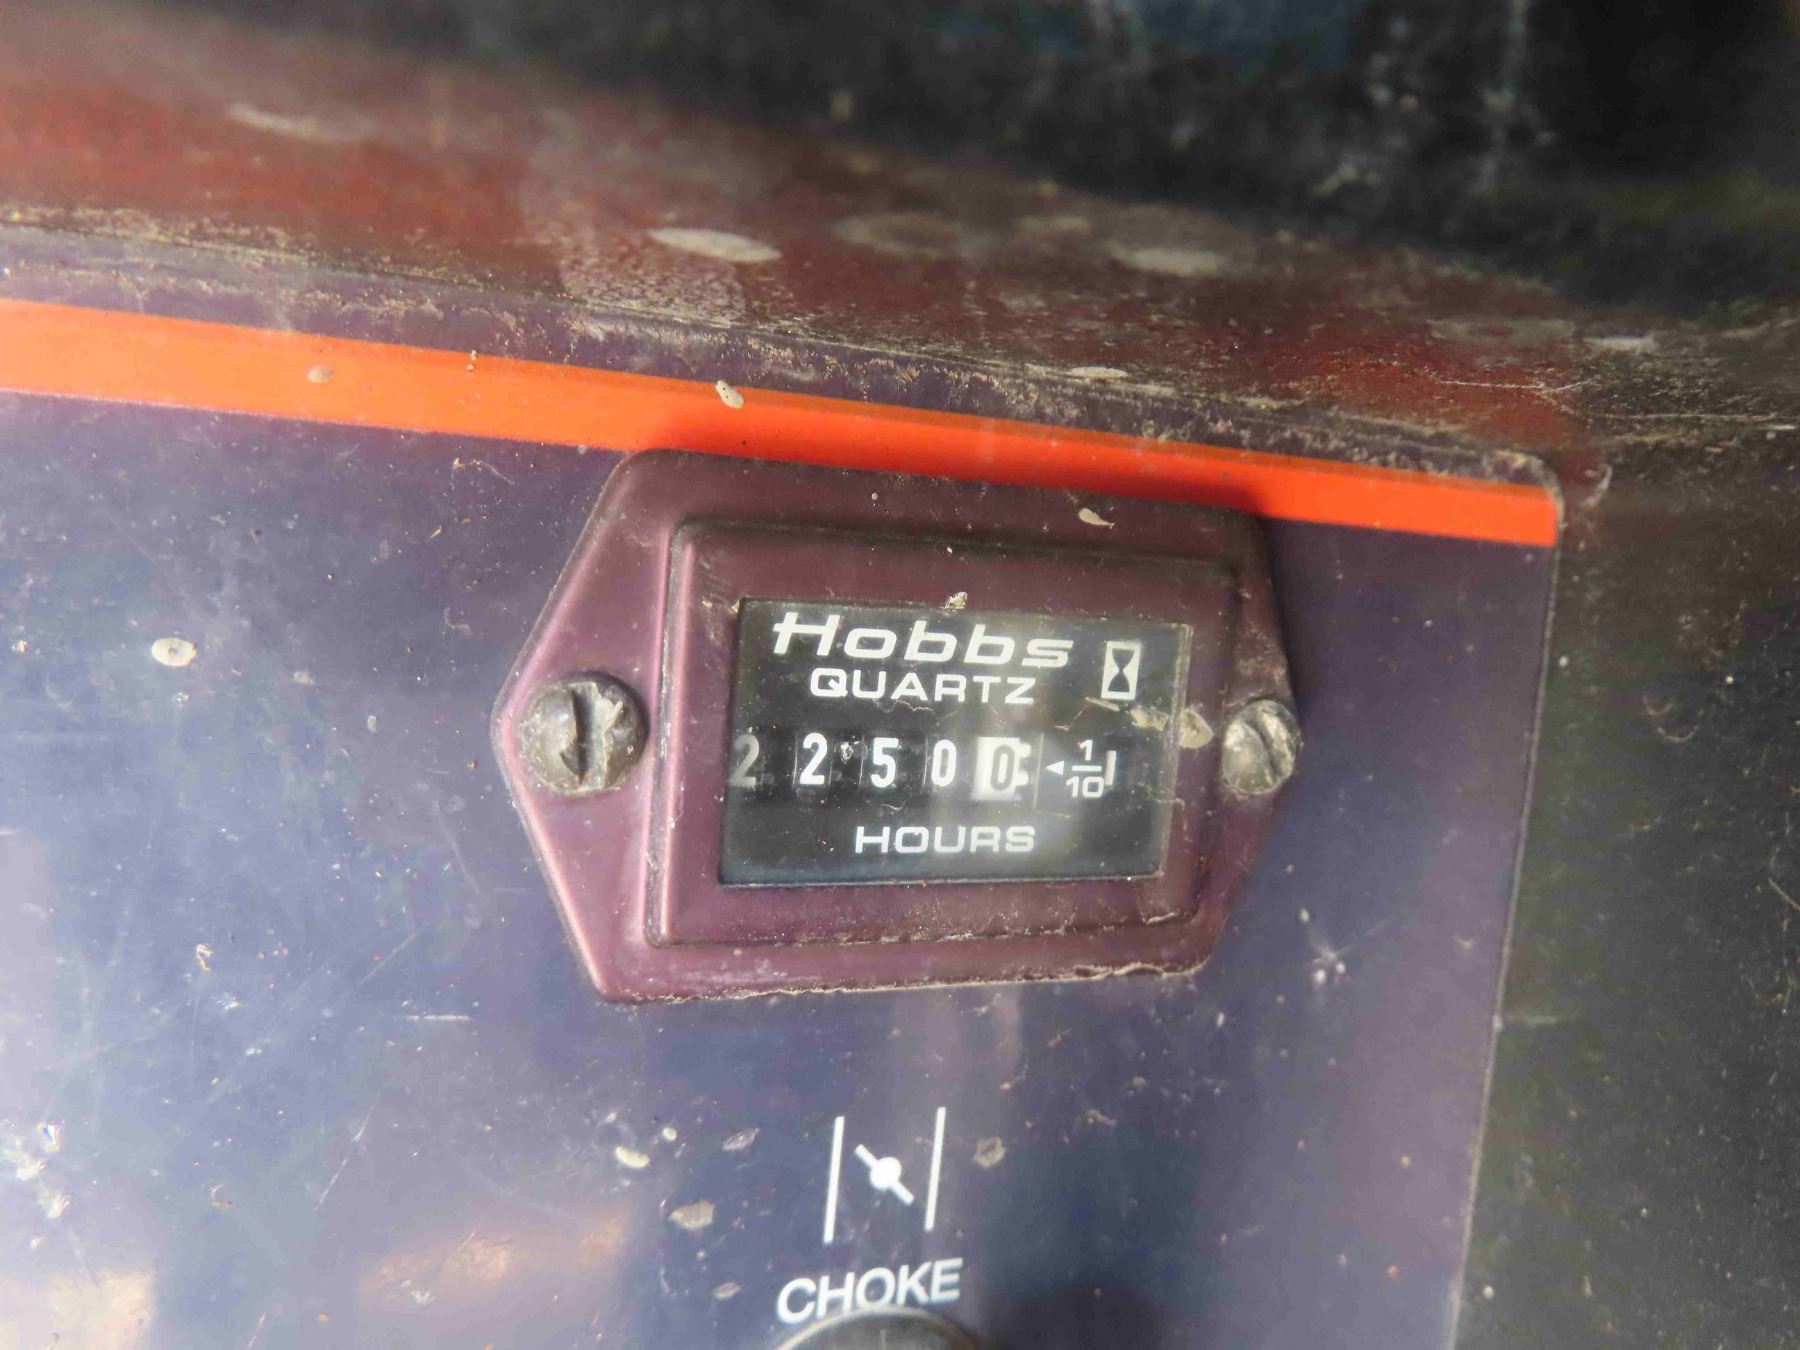 Hobbs
QUARTZ
2 2 5 0 0 ◄ 1/10
HOURS
CHOKE